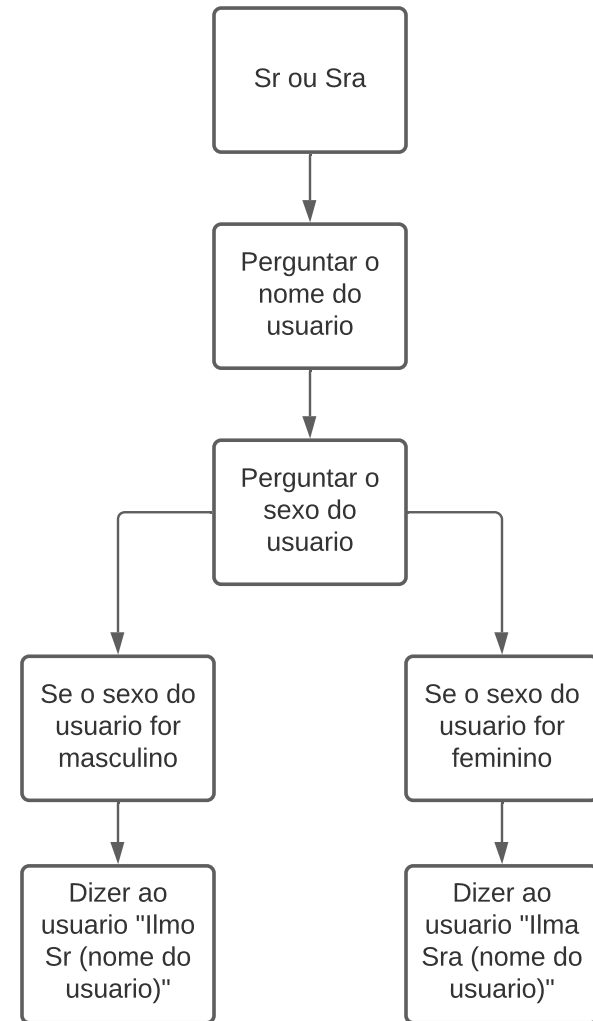 Sr ou Sra
Perguntar o
nome do
usuario
Perguntar o
sexo do
usuario
Se o sexo do
usuario for
masculino
Se o sexo do
usuario for
feminino
Dizer ao
usuario "Ilmo
Sr (nome do
usuario)"
Dizer ao
usuario "Ilma
Sra (nome do
usuario)"